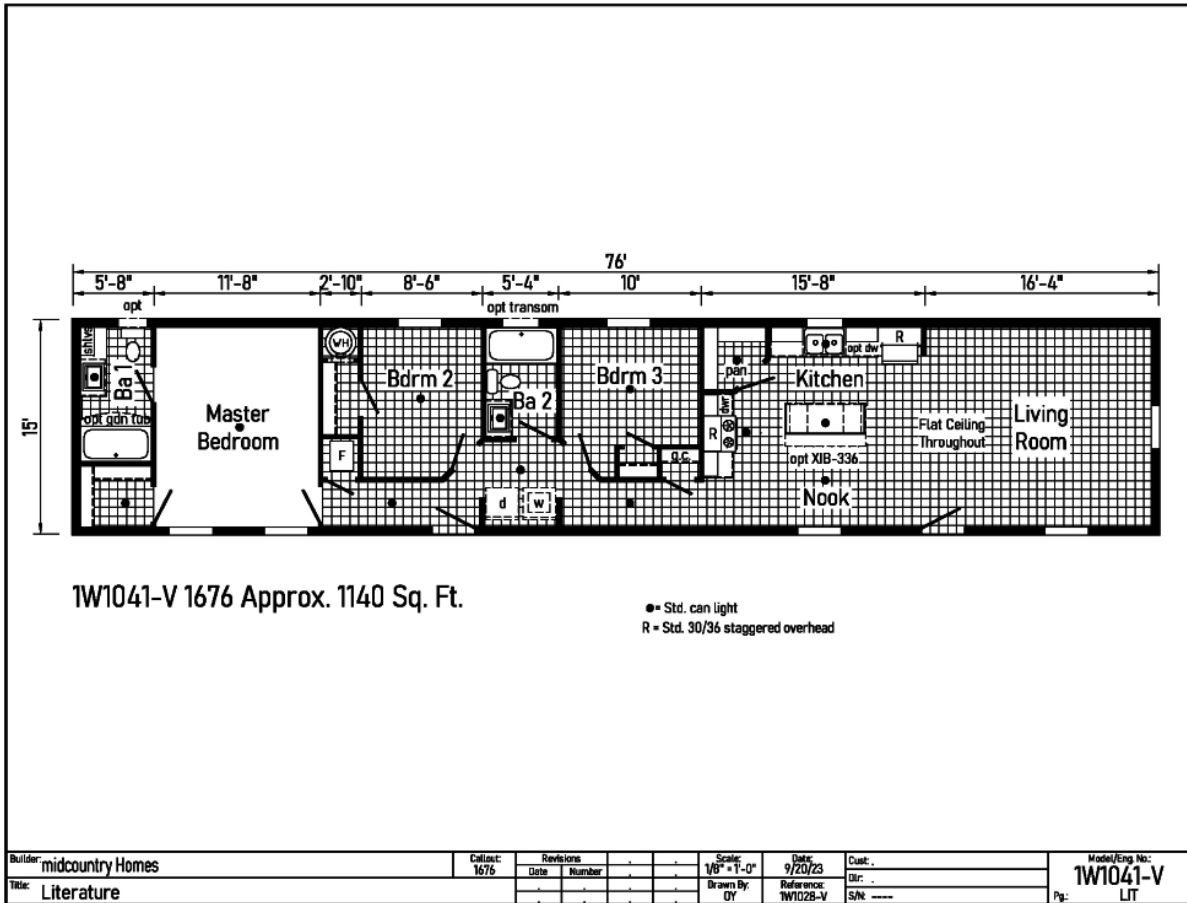 76'
5'-8" 11'-8" 2'-10" 8'-6" 5'-4" 10' 15'-8" 16'-4"
opt
opt transom
15'
shlvs
Ba 1
opt gdn tub
Master
Bedroom
WH
F
Bdrm 2
Ba 2
d
w
Bdrm 3
g.c.
pan
dwr
R
Kitchen
opt dw
R
opt XIB-336
Nook
Flat Ceiling
Throughout
Living
Room
1W1041-V 1676 Approx. 1140 Sq. Ft.
●= Std. can light
R = Std. 30/36 staggered overhead
Builder: midcountry Homes
Title: Literature
Callout:
1676
Revisions
Date Number
Scale:
1/8" = 1'-0"
Drawn By:
OY
Date:
9/20/23
Reference:
1W1028-V
Cust: .
Dlr: .
S/N: ----
Model/Eng. No.:
1W1041-V
Pg.: LIT